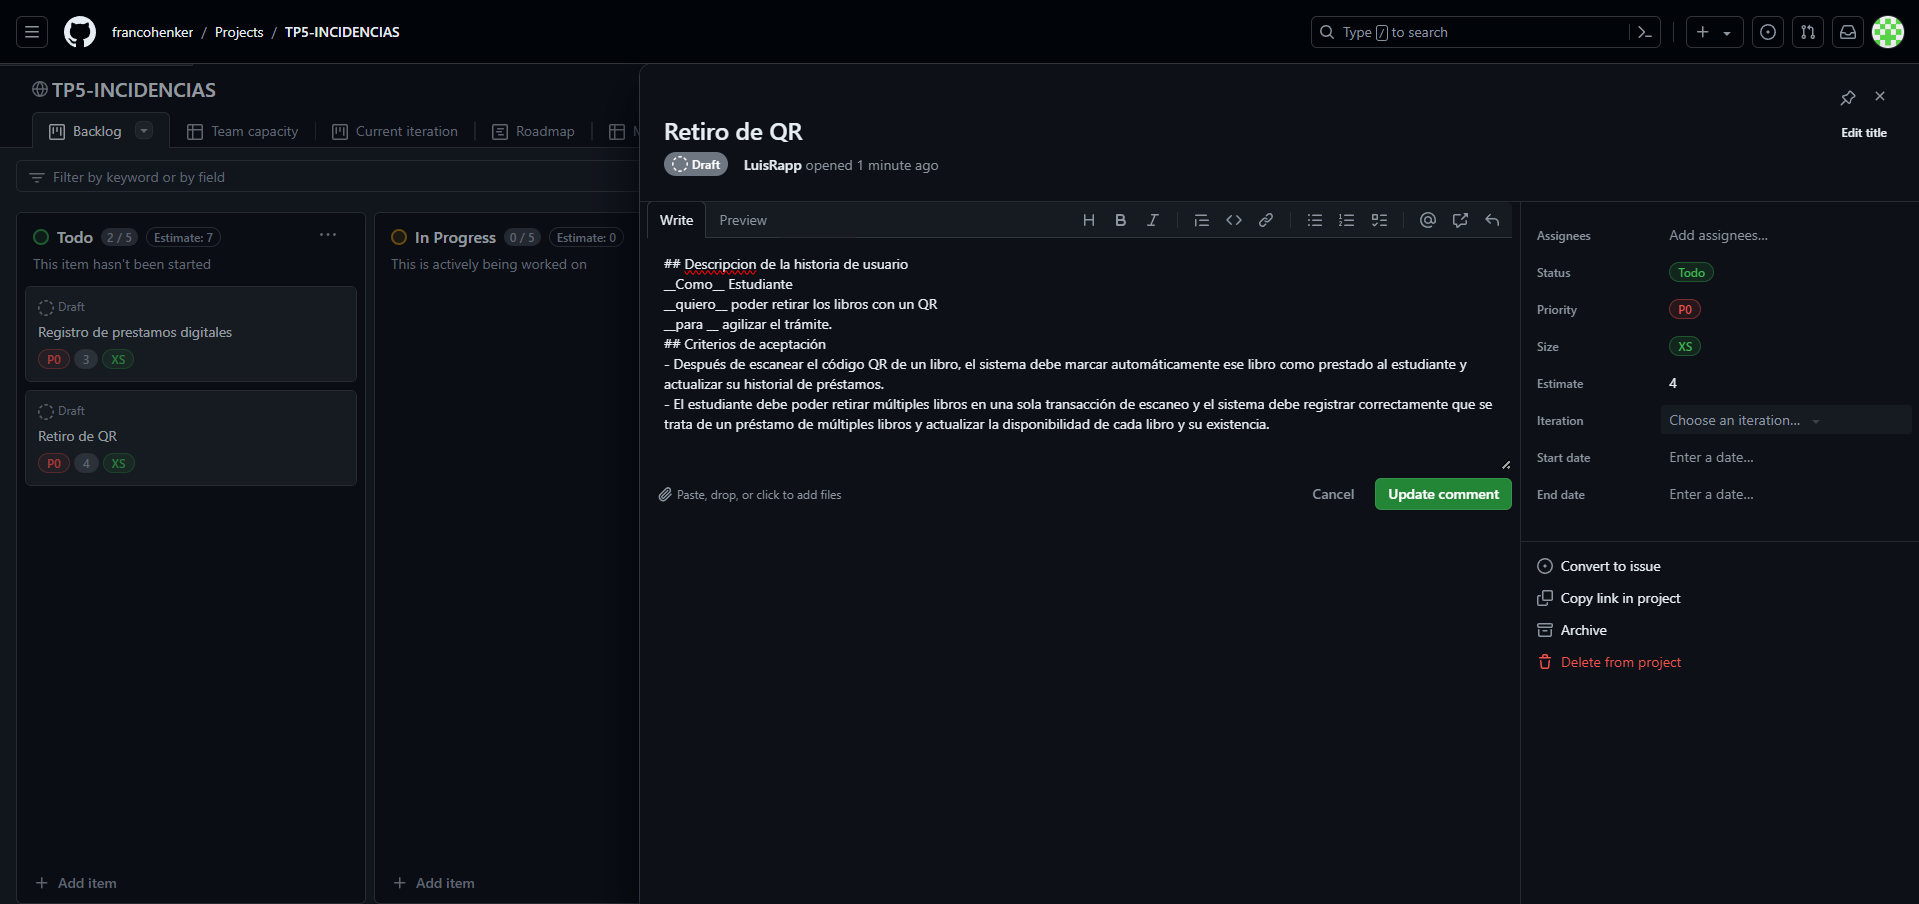 francohenker / Projects / TP5-INCIDENCIAS
Type / to search
TP5-INCIDENCIAS
Backlog
Team capacity
Current iteration
Roadmap
Filter by keyword or by field
Todo 2 / 5 Estimate: 7
This item hasn't been started
Draft
Registro de prestamos digitales
P0 3 XS
Draft
Retiro de QR
P0 4 XS
Add item
In Progress 0 / 5 Estimate: 0
This is actively being worked on
Add item
Retiro de QR
Edit title
Draft LuisRapp opened 1 minute ago
Write Preview
## Descripcion de la historia de usuario
__Como__ Estudiante
__quiero__ poder retirar los libros con un QR
__para __ agilizar el trámite.
## Criterios de aceptación
- Después de escanear el código QR de un libro, el sistema debe marcar automáticamente ese libro como prestado al estudiante y
actualizar su historial de préstamos.
- El estudiante debe poder retirar múltiples libros en una sola transacción de escaneo y el sistema debe registrar correctamente que se
trata de un préstamo de múltiples libros y actualizar la disponibilidad de cada libro y su existencia.
Paste, drop, or click to add files
Cancel
Update comment
Assignees Add assignees...
Status Todo
Priority P0
Size XS
Estimate 4
Iteration Choose an iteration...
Start date Enter a date...
End date Enter a date...
Convert to issue
Copy link in project
Archive
Delete from project